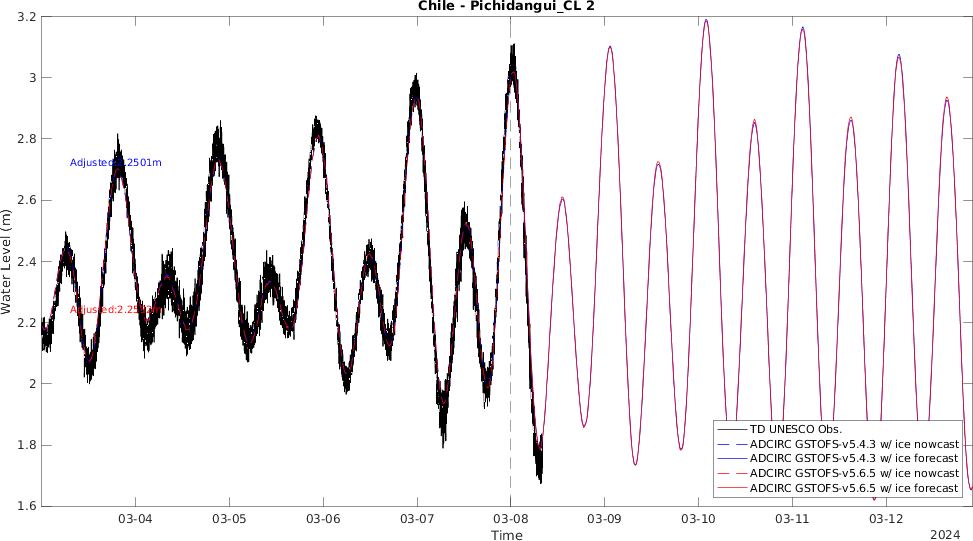 Chile - Pichidangui_CL 2
3.2
3
2.8
2.6
2.4
2.2
2
1.8
1.6
Water Level (m)
03-04
03-05
03-06
03-07
03-08
03-09
03-10
03-11
03-12
Time
2024
TD UNESCO Obs.
ADCIRC GSTOFS-v5.4.3 w/ ice nowcast
ADCIRC GSTOFS-v5.4.3 w/ ice forecast
ADCIRC GSTOFS-v5.6.5 w/ ice nowcast
ADCIRC GSTOFS-v5.6.5 w/ ice forecast